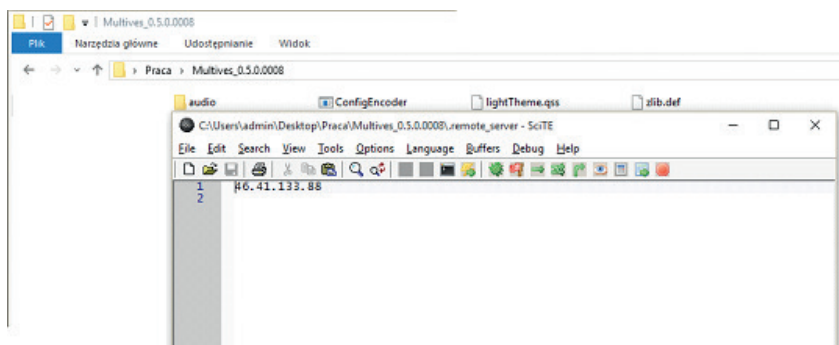 Multives_0.5.0.0008
Plik Narzędzia główne Udostępnianie Widok
Praca > Multives_0.5.0.0008
audio ConfigEncoder lightTheme.qss zlib.def
C:\Users\admin\Desktop\Praca\Multives_0.5.0.0008\.remote_server - SciTE
File Edit Search View Tools Options Language Buffers Debug Help
1 46.41.133.88
2